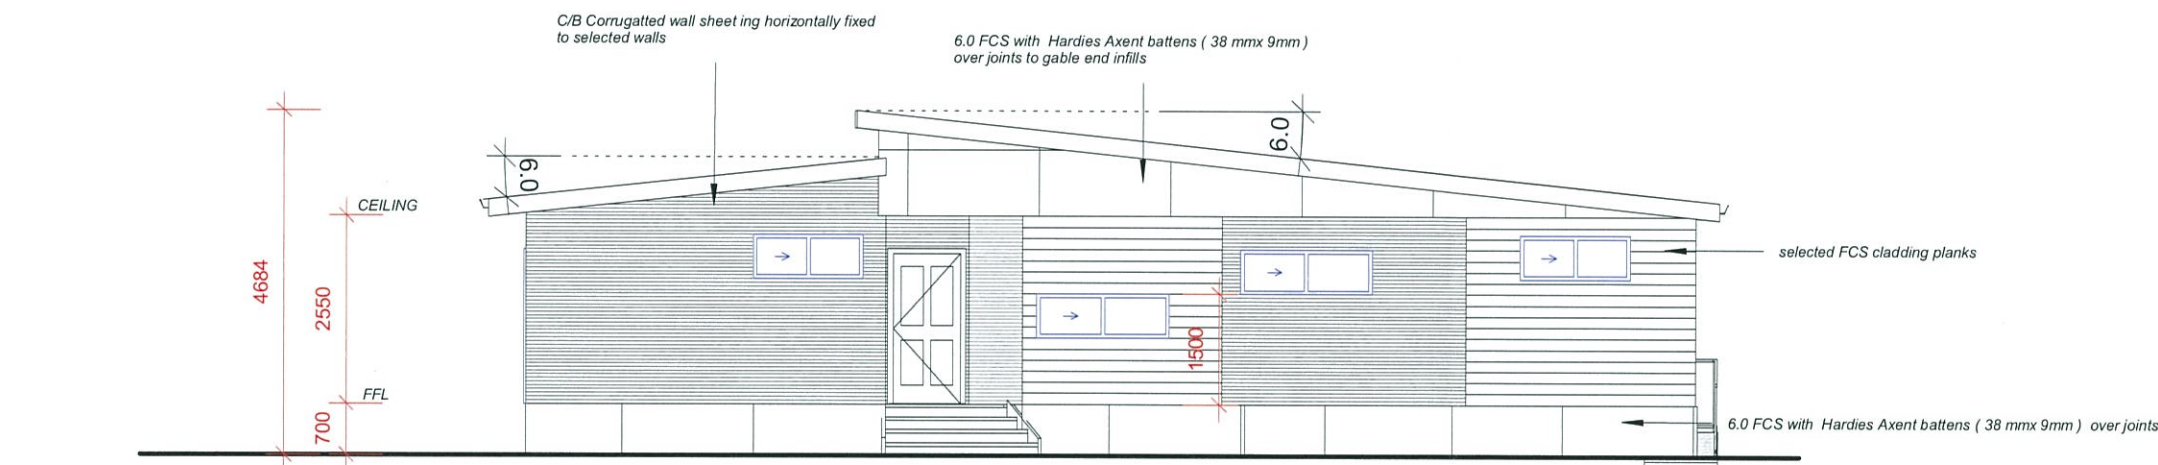 C/B Corrugatted wall sheet ing horizontally fixed
to selected walls
6.0 FCS with Hardies Axent battens ( 38 mmx 9mm )
over joints to gable end infills
6.0
6.0
CEILING
4684
2550
1500
selected FCS cladding planks
FFL
700
6.0 FCS with Hardies Axent battens ( 38 mmx 9mm ) over joints